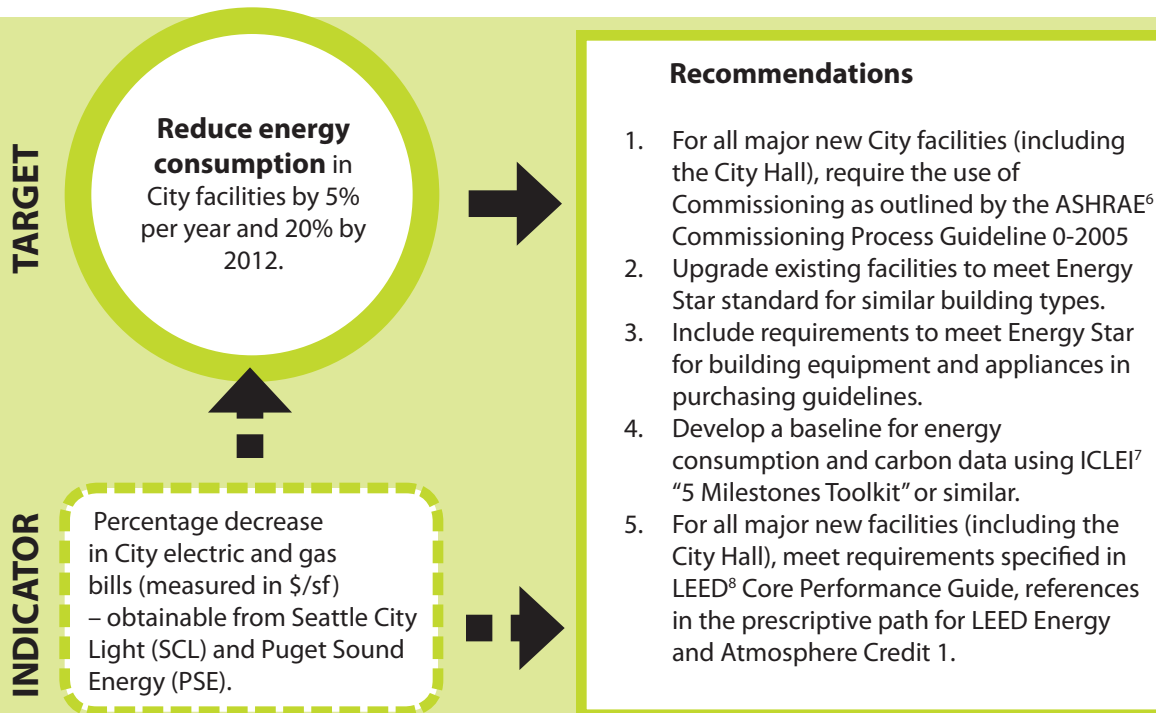 TARGET
Reduce energy
consumption in
City facilities by 5%
per year and 20% by
2012.
INDICATOR
Percentage decrease
in City electric and gas
bills (measured in $/sf)
– obtainable from Seattle City
Light (SCL) and Puget Sound
Energy (PSE).
Recommendations
1. For all major new City facilities (including
the City Hall), require the use of
Commissioning as outlined by the ASHRAE⁶
Commissioning Process Guideline 0-2005
2. Upgrade existing facilities to meet Energy
Star standard for similar building types.
3. Include requirements to meet Energy Star
for building equipment and appliances in
purchasing guidelines.
4. Develop a baseline for energy
consumption and carbon data using ICLEI⁷
“5 Milestones Toolkit” or similar.
5. For all major new facilities (including the
City Hall), meet requirements specified in
LEED⁸ Core Performance Guide, references
in the prescriptive path for LEED Energy
and Atmosphere Credit 1.